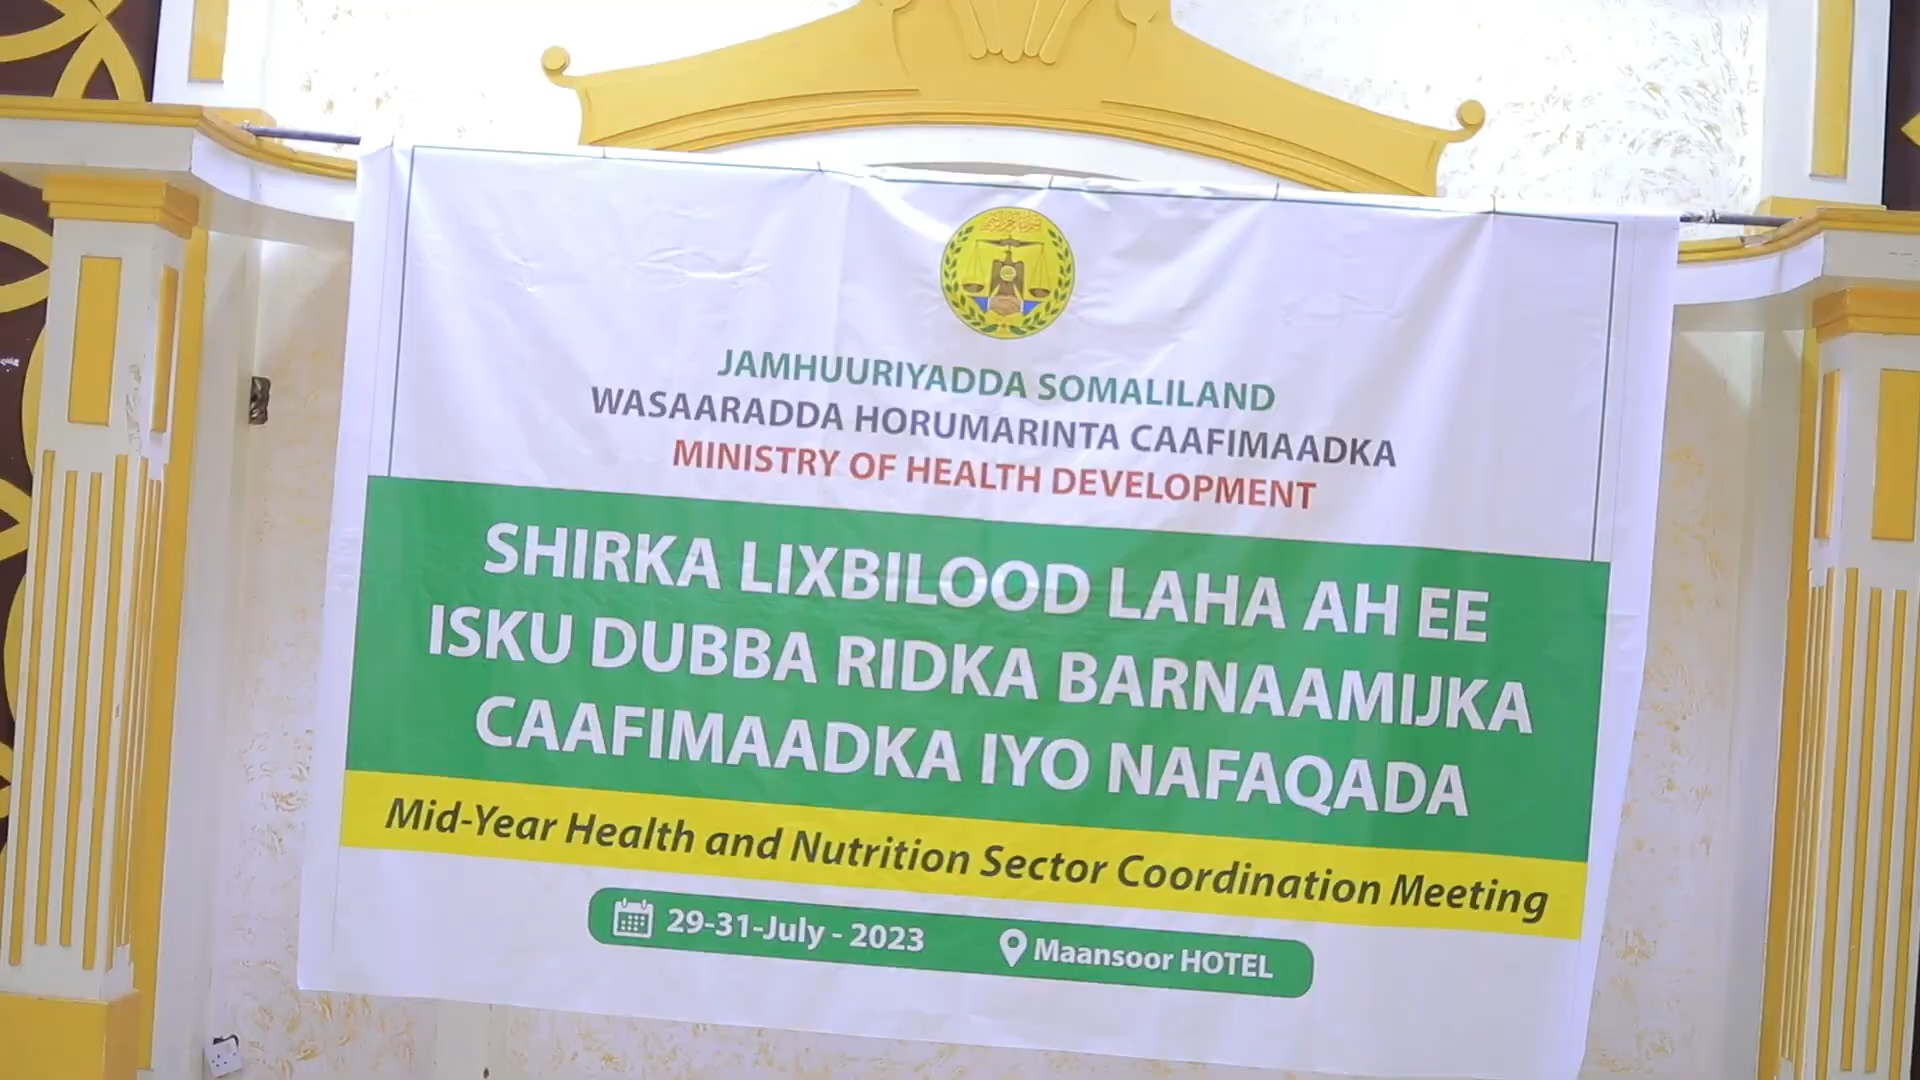 JAMHUURIYADDA SOMALILAND
WASAARADDA HORUMARINTA CAAFIMAADKA
MINISTRY OF HEALTH DEVELOPMENT
SHIRKA LIXBILOOD LAHA AH EE
ISKU DUBBA RIDKA BARNAAMIJKA
CAAFIMAADKA IYO NAFAQADA
Mid-Year Health and Nutrition Sector Coordination Meeting
29-31-July - 2023
Maansoor HOTEL